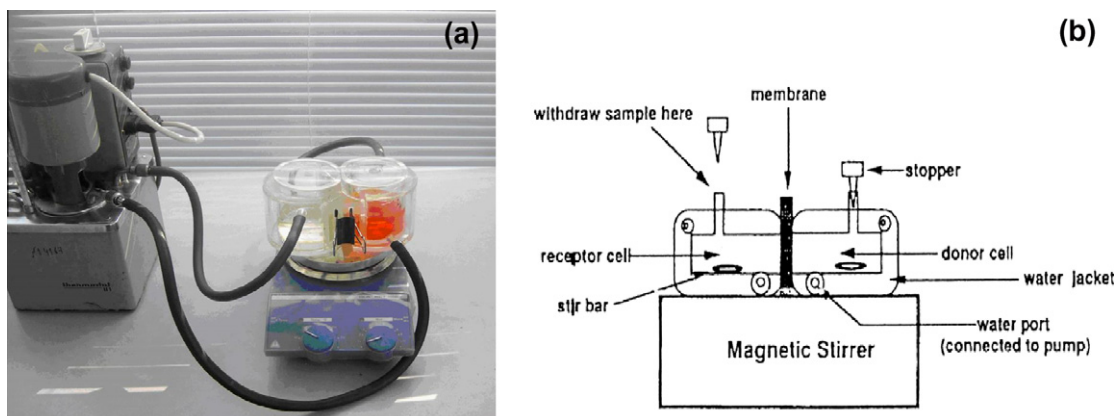 (a)
(b)
membrane
withdraw sample here
stopper
receptor cell
donor cell
water jacket
stir bar
water port
(connected to pump)
Magnetic Stirrer